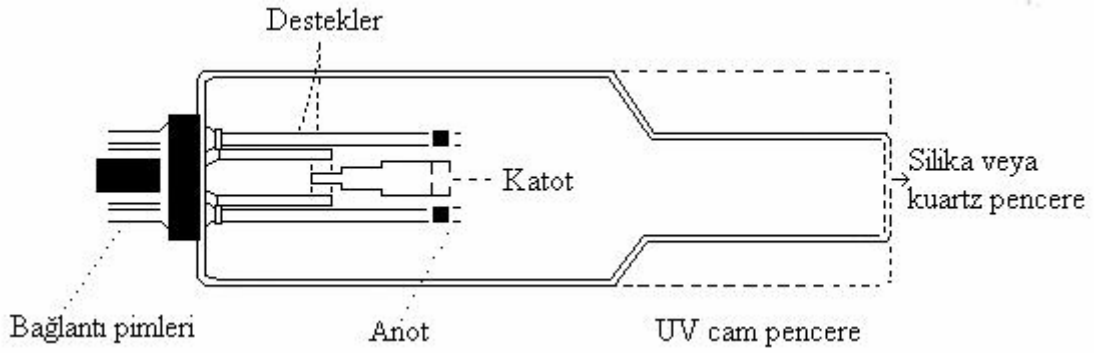 Destekler
Katot
Silika veya
kuartz pencere
Bağlantı pimleri
Anot
UV cam pencere